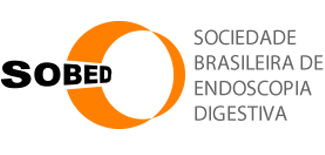 SOBED
SOCIEDADE
BRASILEIRA DE
ENDOSCOPIA
DIGESTIVA